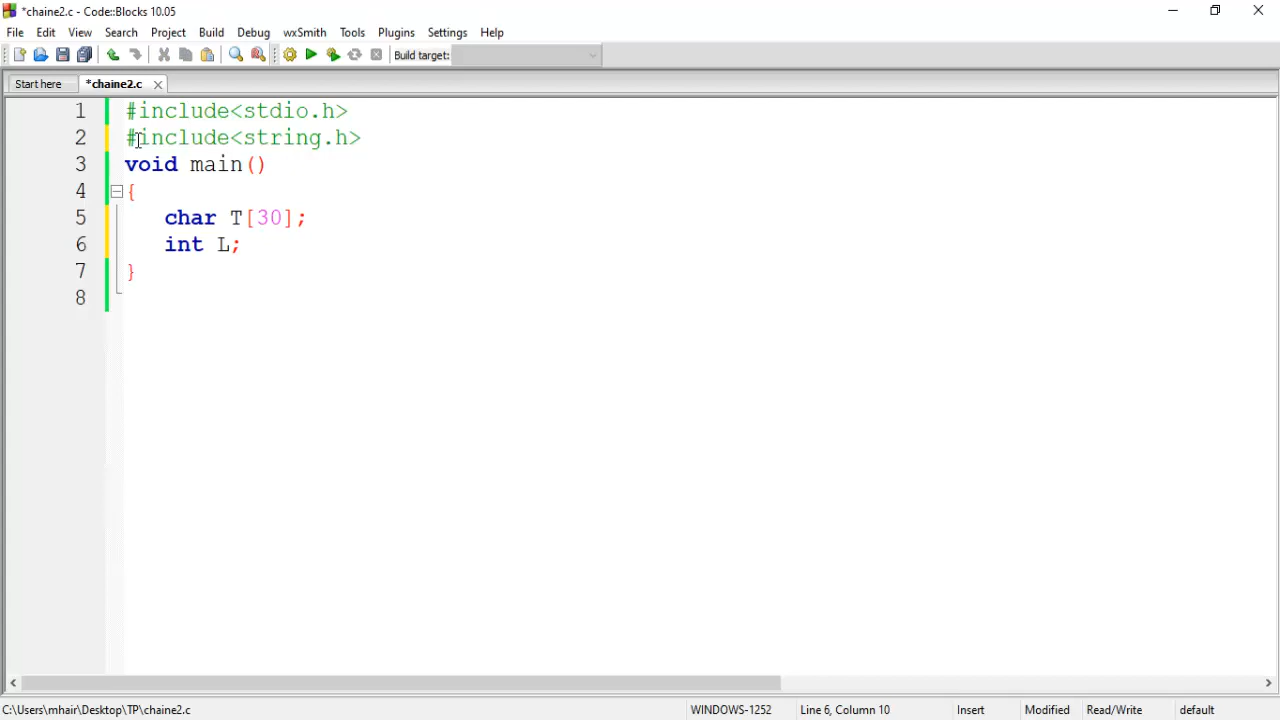 *chaine2.c - Code::Blocks 10.05
File Edit View Search Project Build Debug wxSmith Tools Plugins Settings Help
Build target:
Start here *chaine2.c
1 #include<stdio.h>
2 #include<string.h>
3 void main()
4 {
5 char T[30];
6 int L;
7 }
8
C:\Users\mhair\Desktop\TP\chaine2.c WINDOWS-1252 Line 6, Column 10 Insert Modified Read/Write default